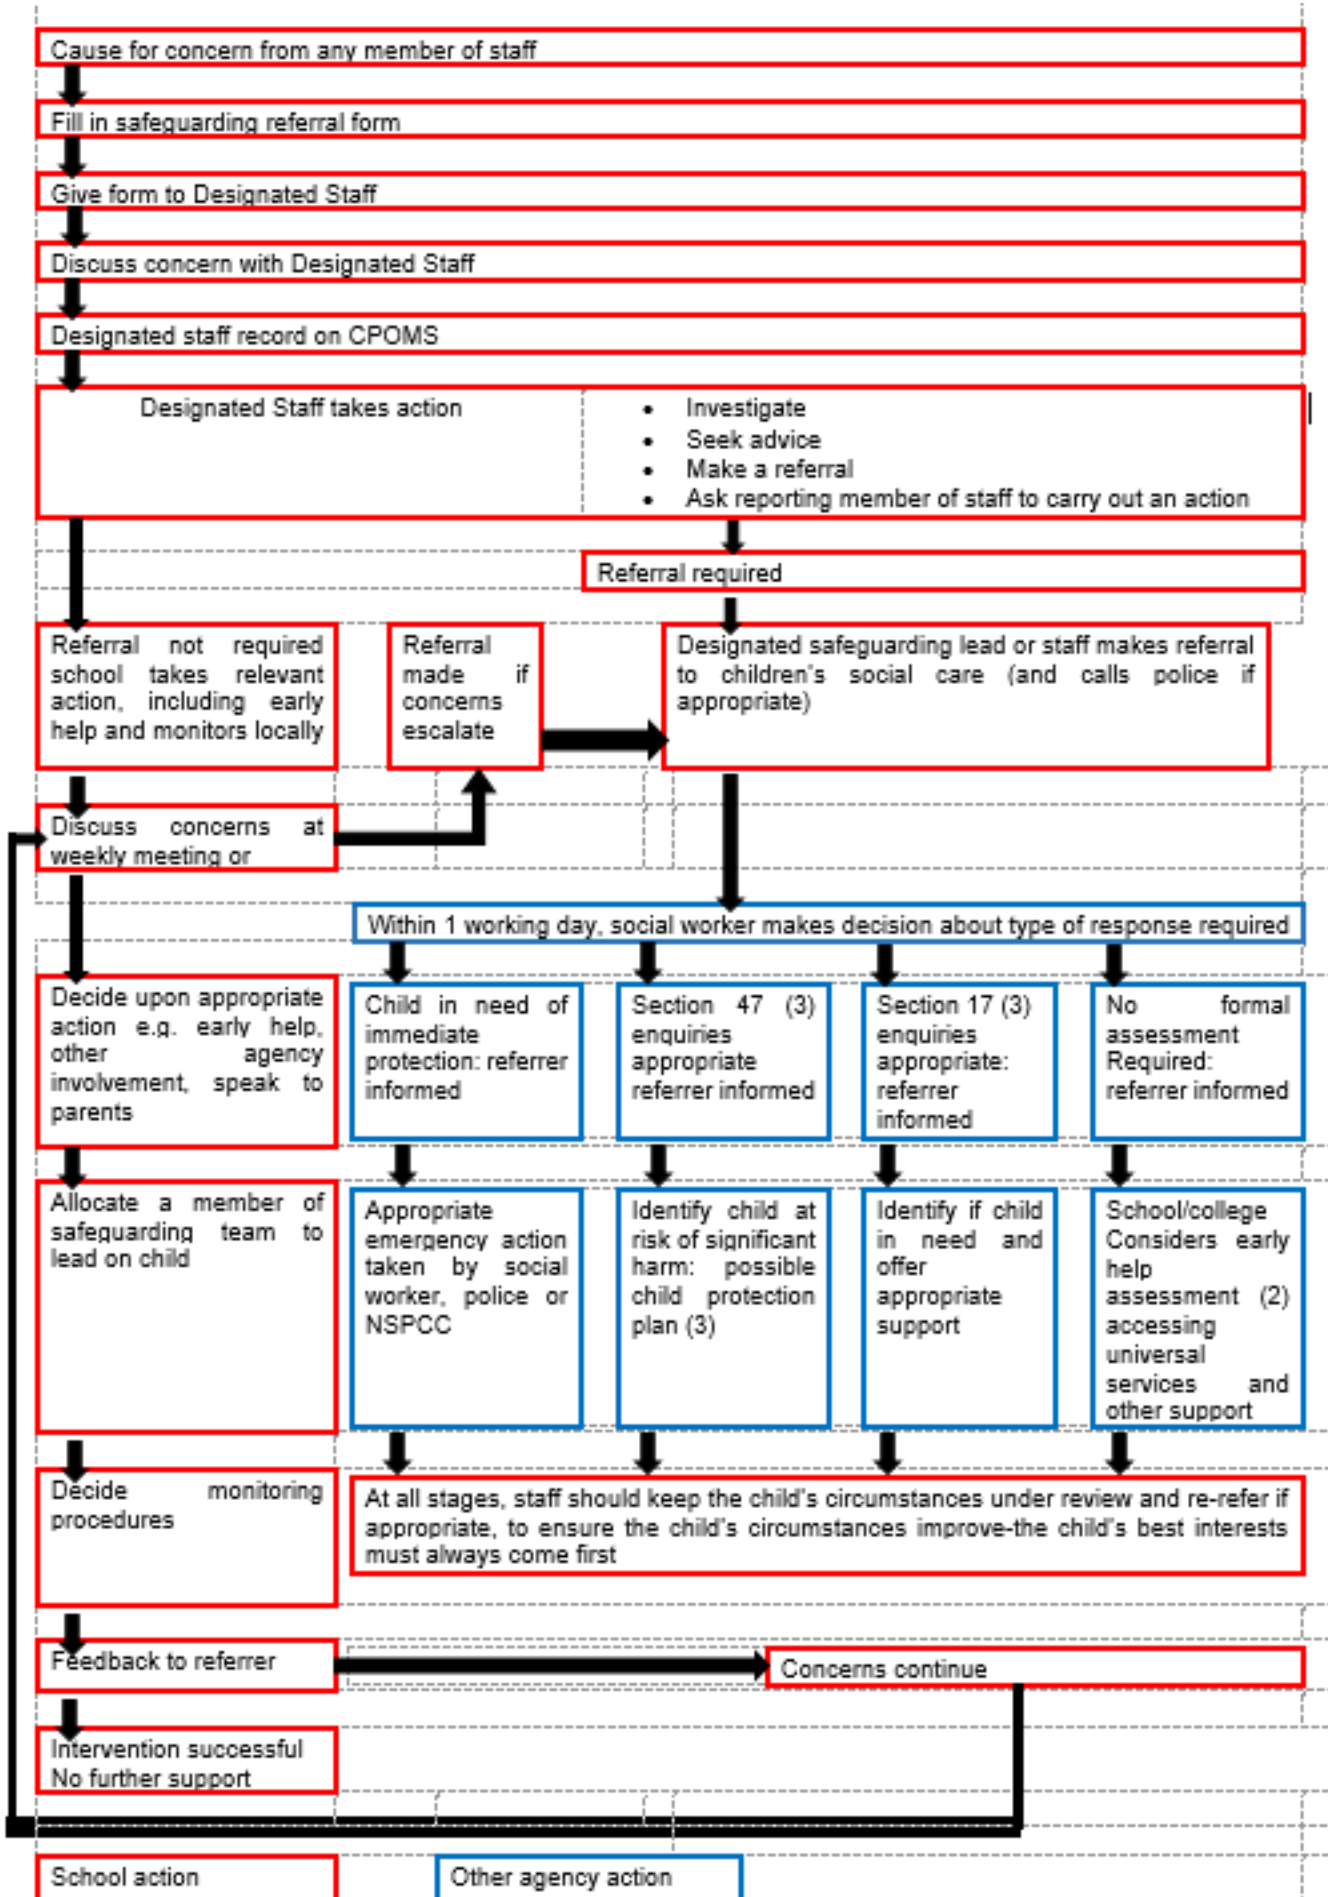 Cause for concern from any member of staff
Fill in safeguarding referral form
Give form to Designated Staff
Discuss concern with Designated Staff
Designated staff record on CPOMS
Designated Staff takes action
• Investigate
• Seek advice
• Make a referral
• Ask reporting member of staff to carry out an action
Referral required
Referral not required
school takes relevant
action, including early
help and monitors locally
Referral
made if
concerns
escalate
Designated safeguarding lead or staff makes referral
to children's social care (and calls police if
appropriate)
Discuss concerns at
weekly meeting or
Within 1 working day, social worker makes decision about type of response required
Decide upon appropriate
action e.g. early help,
other agency
involvement, speak to
parents
Child in need of
immediate
protection: referrer
informed
Section 47 (3)
enquiries
appropriate
referrer informed
Section 17 (3)
enquiries
appropriate:
referrer
informed
No formal
assessment
Required:
referrer informed
Allocate a member of
safeguarding team to
lead on child
Appropriate
emergency action
taken by social
worker, police or
NSPCC
Identify child at
risk of significant
harm: possible
child protection
plan (3)
Identify if child
in need and
offer
appropriate
support
School/college
Considers early
help
assessment (2)
accessing
universal
services and
other support
Decide monitoring
procedures
At all stages, staff should keep the child's circumstances under review and re-refer if
appropriate, to ensure the child's circumstances improve-the child's best interests
must always come first
Feedback to referrer
Concerns continue
Intervention successful
No further support
School action
Other agency action